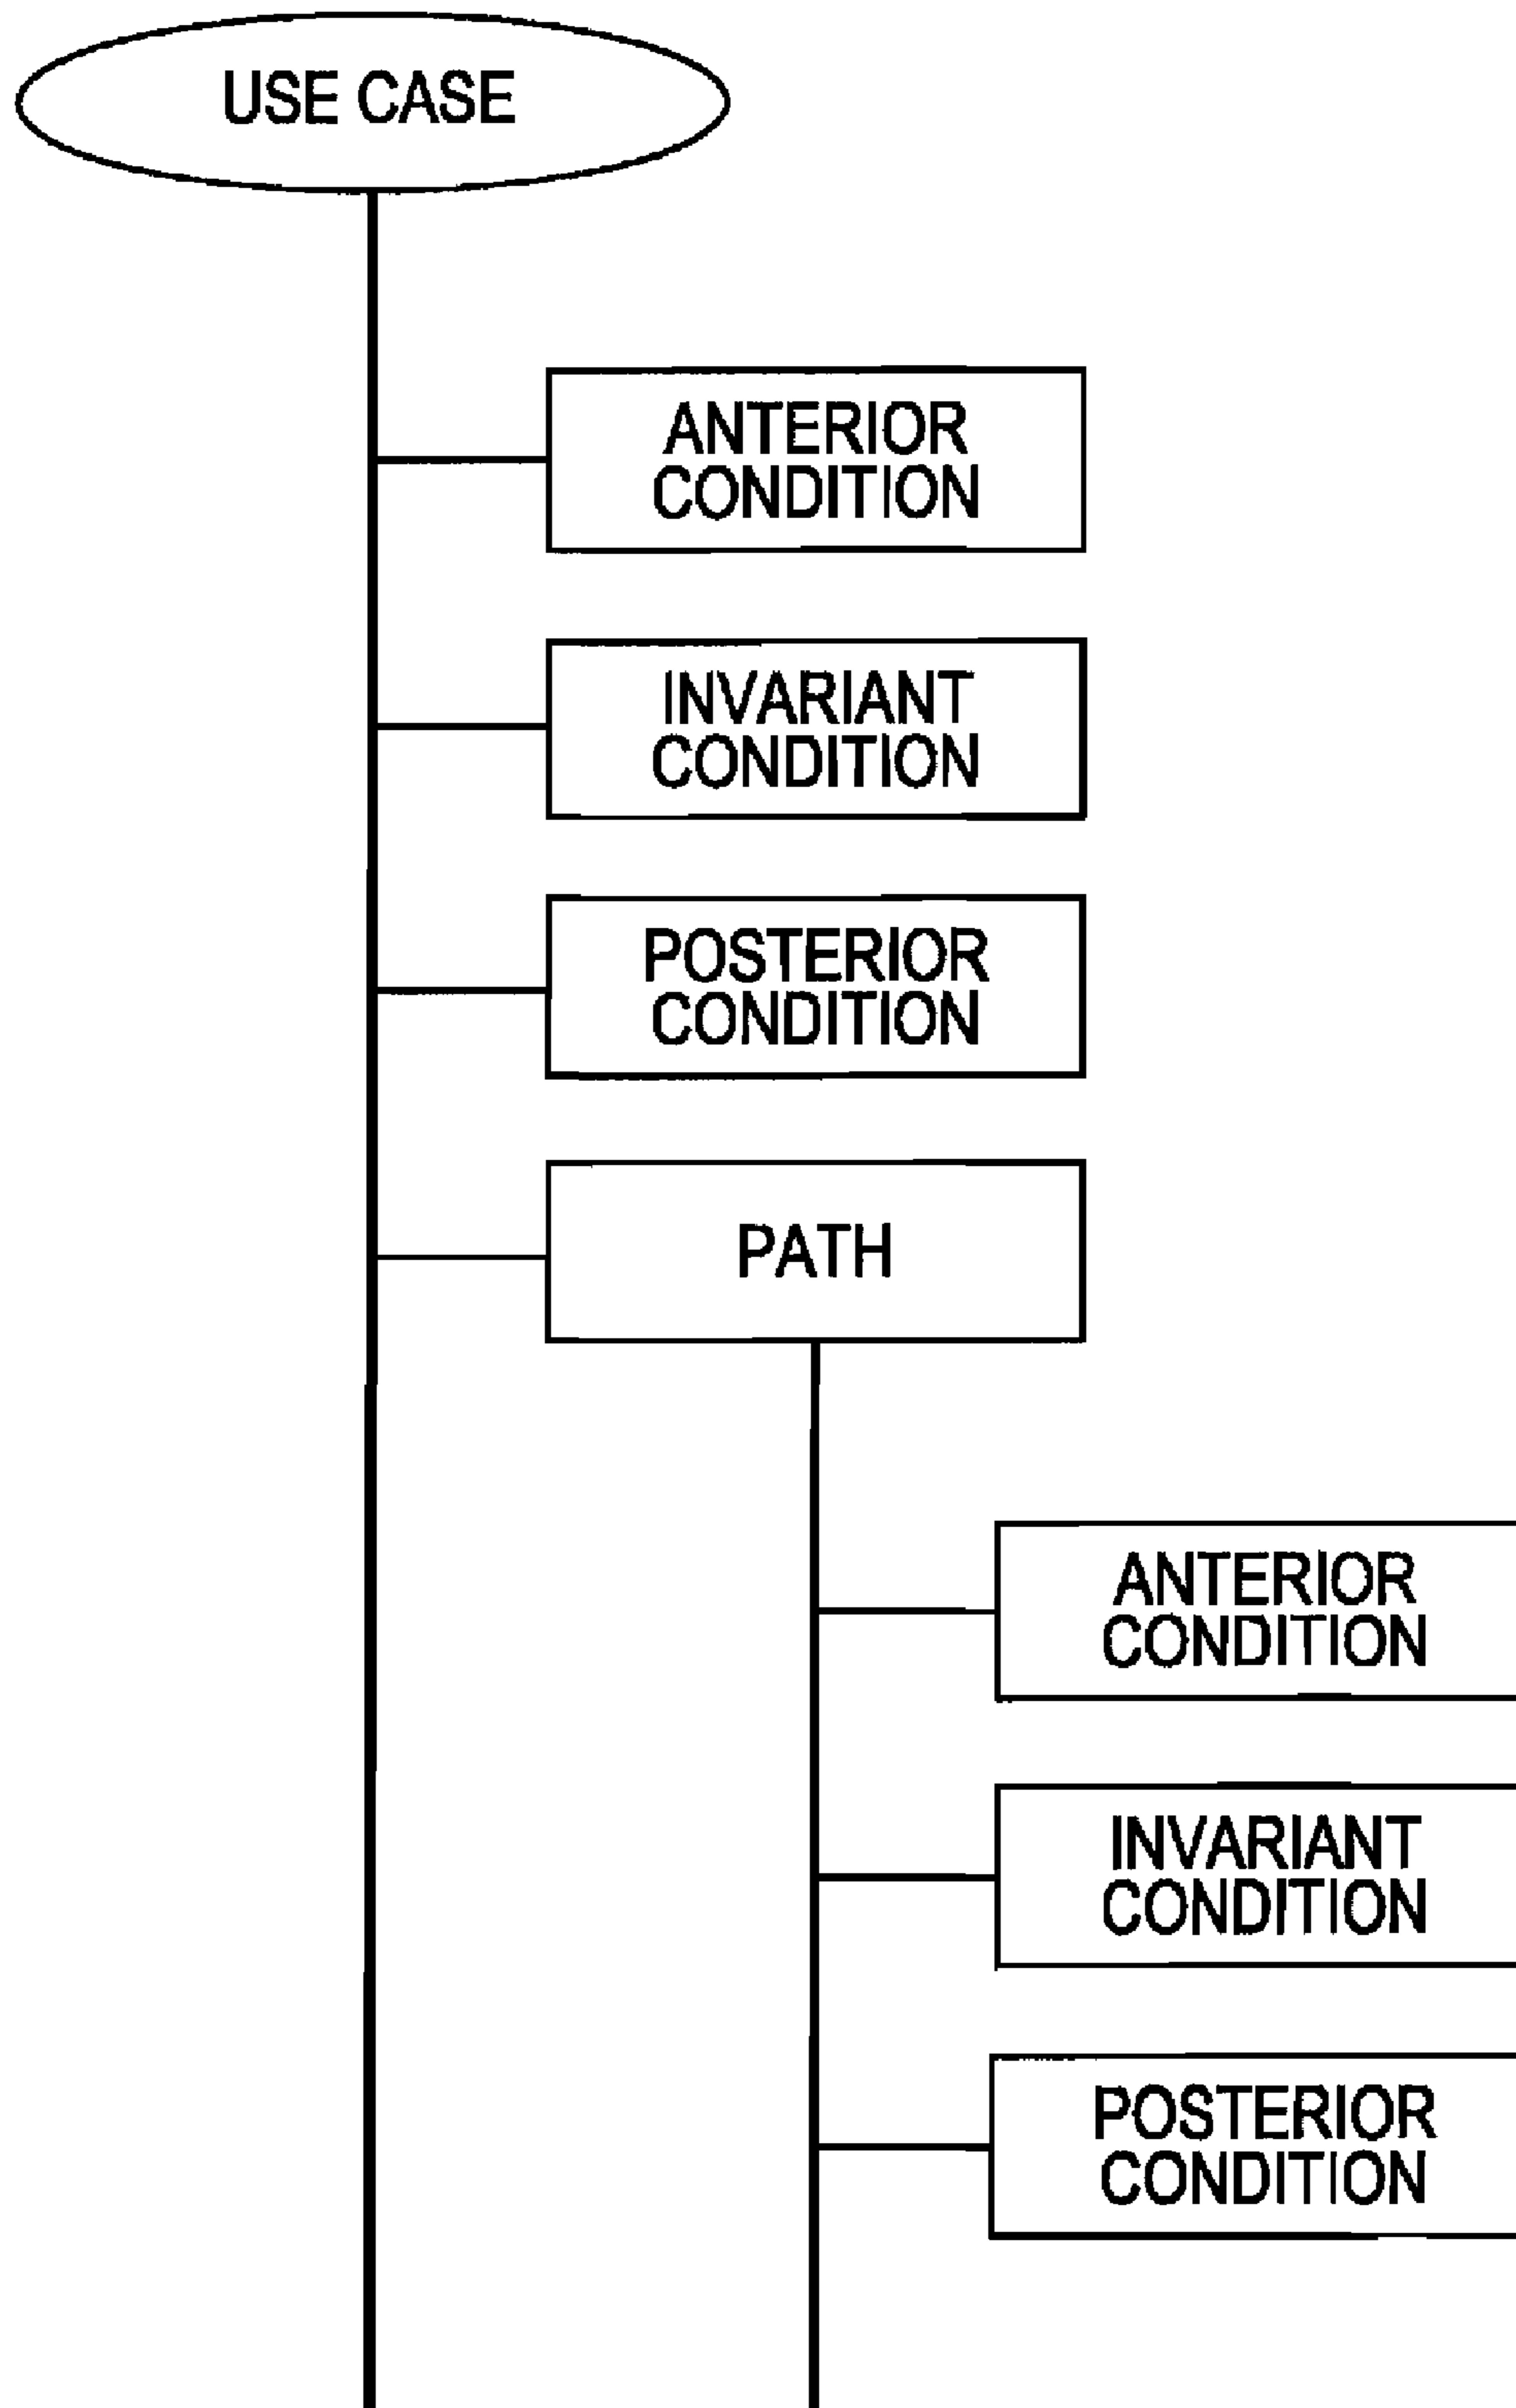 USE CASE
ANTERIOR
CONDITION
INVARIANT
CONDITION
POSTERIOR
CONDITION
PATH
ANTERIOR
CONDITION
INVARIANT
CONDITION
POSTERIOR
CONDITION